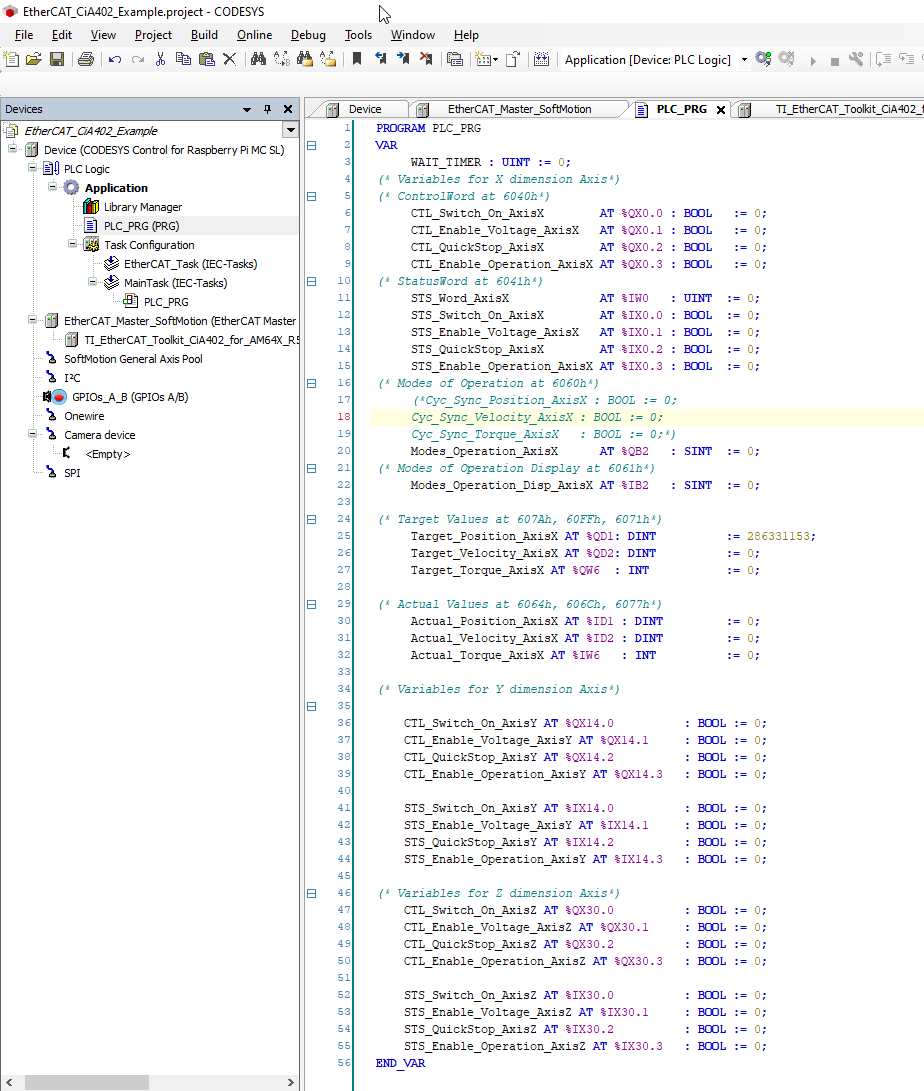 EtherCAT_CiA402_Example.project - CODESYS
File Edit View Project Build Online Debug Tools Window Help
Application [Device: PLC Logic]
Devices
EtherCAT_CiA402_Example
Device (CODESYS Control for Raspberry Pi MC SL)
PLC Logic
Application
Library Manager
PLC_PRG (PRG)
Task Configuration
EtherCAT_Task (IEC-Tasks)
MainTask (IEC-Tasks)
PLC_PRG
EtherCAT_Master_SoftMotion (EtherCAT Master
TI_EtherCAT_Toolkit_CiA402_for_AM64X_R5
SoftMotion General Axis Pool
I²C
GPIOs_A_B (GPIOs A/B)
Onewire
Camera device
<Empty>
SPI
Device EtherCAT_Master_SoftMotion PLC_PRG TI_EtherCAT_Toolkit_CiA402_f
1 PROGRAM PLC_PRG
2 VAR
3 WAIT_TIMER : UINT := 0;
4 (* Variables for X dimension Axis*)
5 (* ControlWord at 6040h*)
6 CTL_Switch_On_AxisX AT %QX0.0 : BOOL := 0;
7 CTL_Enable_Voltage_AxisX AT %QX0.1 : BOOL := 0;
8 CTL_QuickStop_AxisX AT %QX0.2 : BOOL := 0;
9 CTL_Enable_Operation_AxisX AT %QX0.3 : BOOL := 0;
10 (* StatusWord at 6041h*)
11 STS_Word_AxisX AT %IW0 : UINT := 0;
12 STS_Switch_On_AxisX AT %IX0.0 : BOOL := 0;
13 STS_Enable_Voltage_AxisX AT %IX0.1 : BOOL := 0;
14 STS_QuickStop_AxisX AT %IX0.2 : BOOL := 0;
15 STS_Enable_Operation_AxisX AT %IX0.3 : BOOL := 0;
16 (* Modes of Operation at 6060h*)
17 (*Cyc_Sync_Position_AxisX : BOOL := 0;
18 Cyc_Sync_Velocity_AxisX : BOOL := 0;
19 Cyc_Sync_Torque_AxisX : BOOL := 0;*)
20 Modes_Operation_AxisX AT %QB2 : SINT := 0;
21 (* Modes of Operation Display at 6061h*)
22 Modes_Operation_Disp_AxisX AT %IB2 : SINT := 0;
23
24 (* Target Values at 607Ah, 60FFh, 6071h*)
25 Target_Position_AxisX AT %QD1: DINT := 286331153;
26 Target_Velocity_AxisX AT %QD2: DINT := 0;
27 Target_Torque_AxisX AT %QW6 : INT := 0;
28
29 (* Actual Values at 6064h, 606Ch, 6077h*)
30 Actual_Position_AxisX AT %ID1 : DINT := 0;
31 Actual_Velocity_AxisX AT %ID2 : DINT := 0;
32 Actual_Torque_AxisX AT %IW6 : INT := 0;
33
34 (* Variables for Y dimension Axis*)
35
36 CTL_Switch_On_AxisY AT %QX14.0 : BOOL := 0;
37 CTL_Enable_Voltage_AxisY AT %QX14.1 : BOOL := 0;
38 CTL_QuickStop_AxisY AT %QX14.2 : BOOL := 0;
39 CTL_Enable_Operation_AxisY AT %QX14.3 : BOOL := 0;
40
41 STS_Switch_On_AxisY AT %IX14.0 : BOOL := 0;
42 STS_Enable_Voltage_AxisY AT %IX14.1 : BOOL := 0;
43 STS_QuickStop_AxisY AT %IX14.2 : BOOL := 0;
44 STS_Enable_Operation_AxisY AT %IX14.3 : BOOL := 0;
45
46 (* Variables for Z dimension Axis*)
47 CTL_Switch_On_AxisZ AT %QX30.0 : BOOL := 0;
48 CTL_Enable_Voltage_AxisZ AT %QX30.1 : BOOL := 0;
49 CTL_QuickStop_AxisZ AT %QX30.2 : BOOL := 0;
50 CTL_Enable_Operation_AxisZ AT %QX30.3 : BOOL := 0;
51
52 STS_Switch_On_AxisZ AT %IX30.0 : BOOL := 0;
53 STS_Enable_Voltage_AxisZ AT %IX30.1 : BOOL := 0;
54 STS_QuickStop_AxisZ AT %IX30.2 : BOOL := 0;
55 STS_Enable_Operation_AxisZ AT %IX30.3 : BOOL := 0;
56 END_VAR